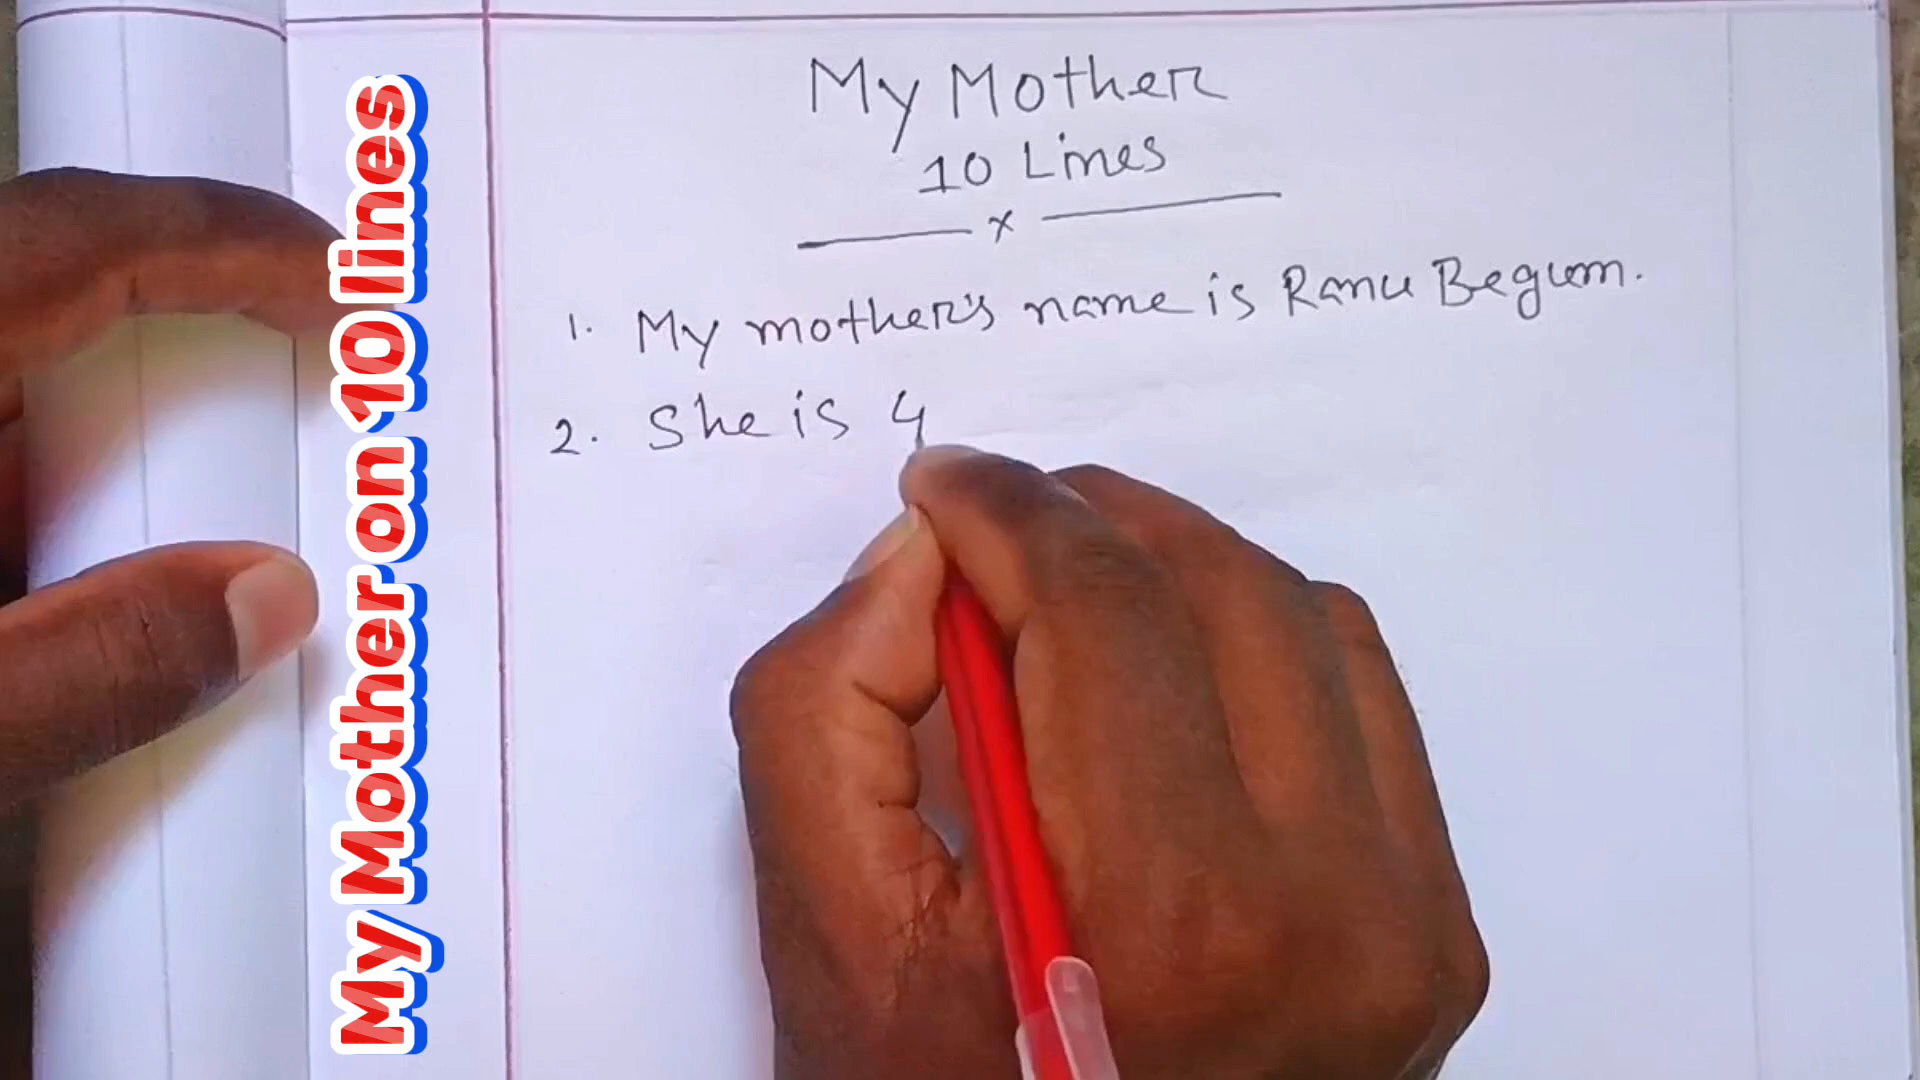 My Mother
10 Lines
x
1. My mother's name is Ranu Begum.
2. She is 4
My Mother on 10 lines